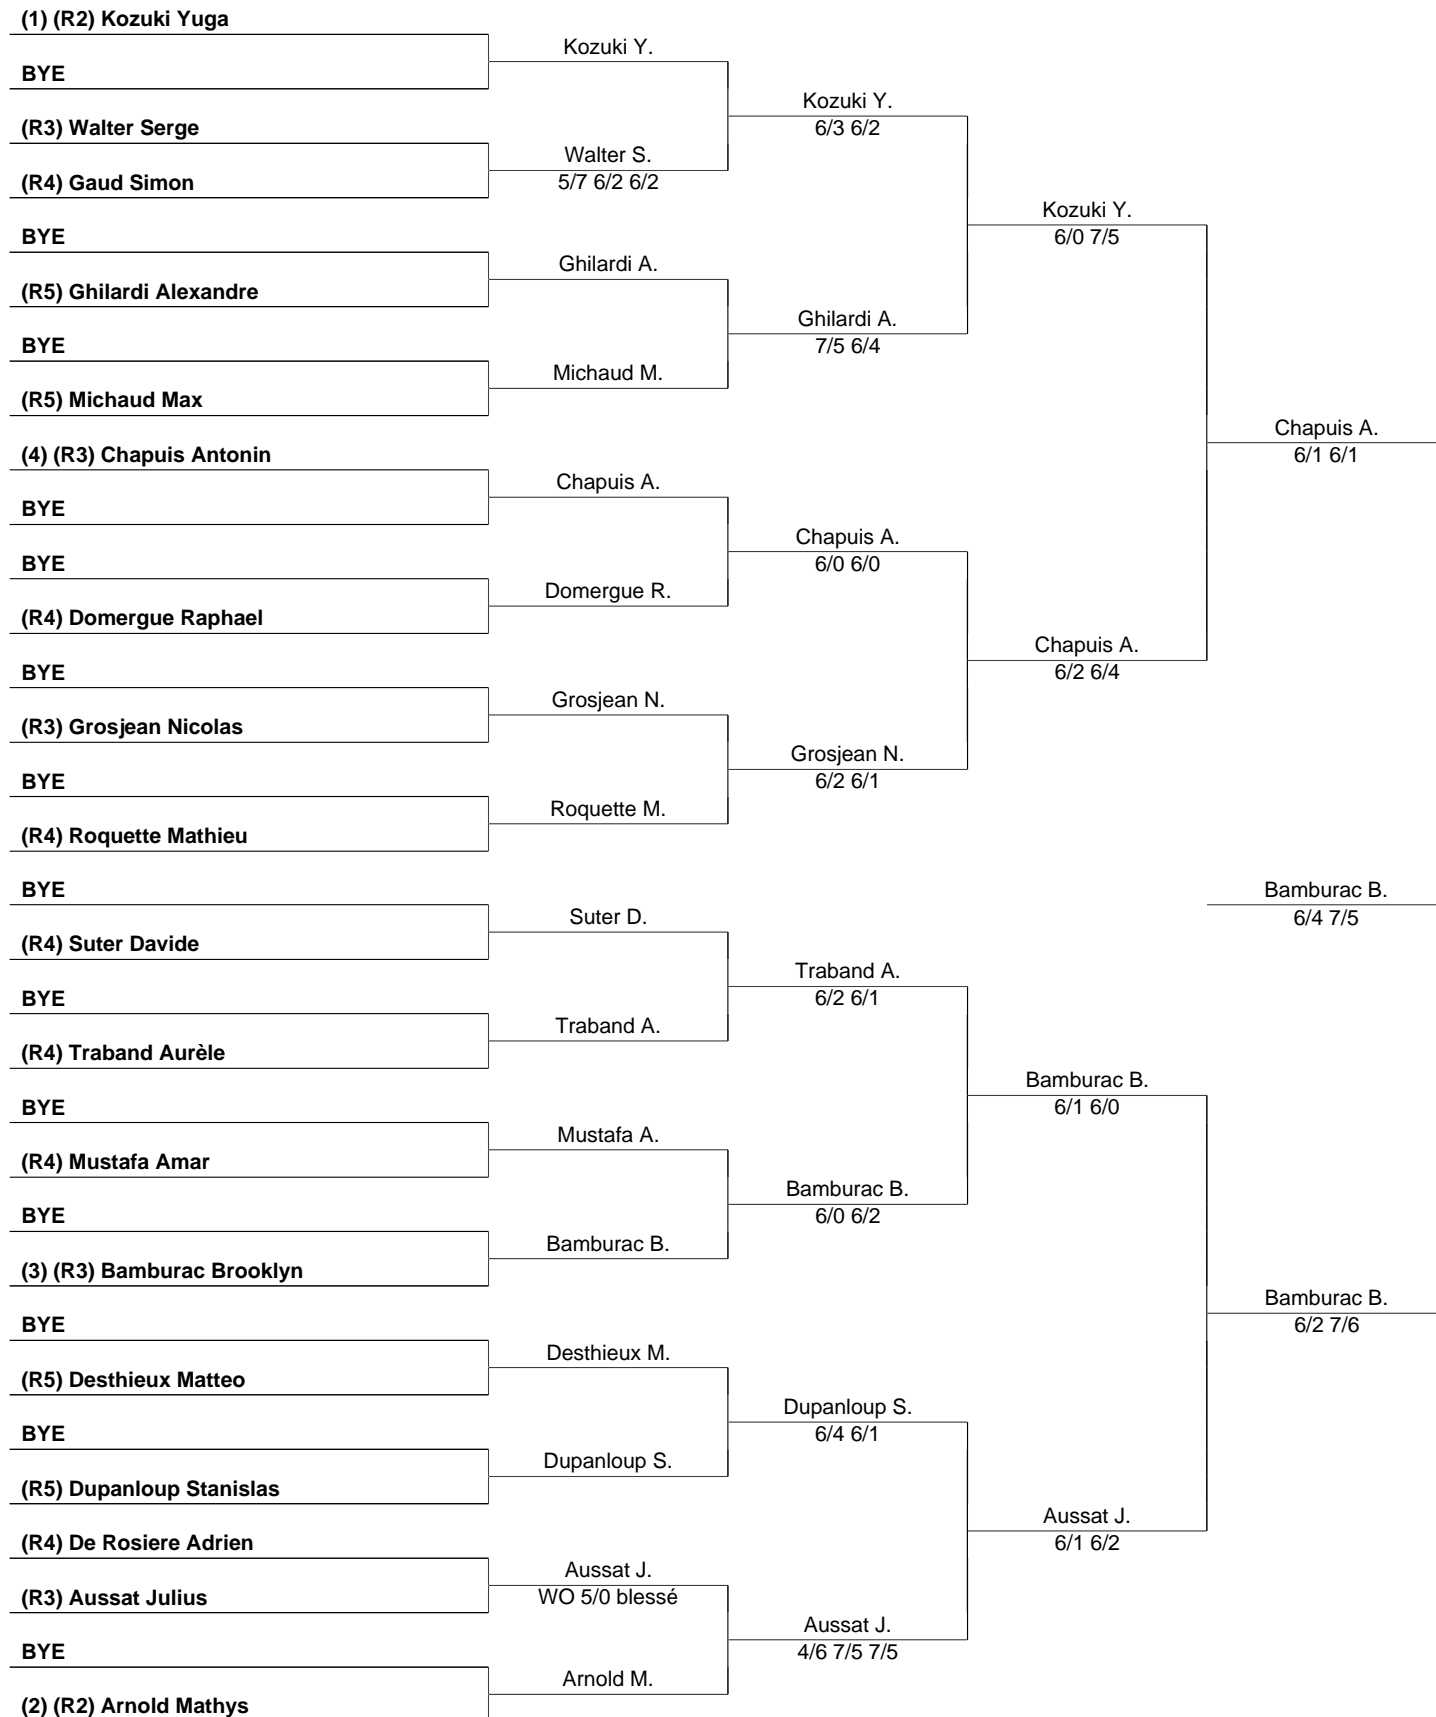 (1) (R2) Kozuki Yuga
BYE
(R3) Walter Serge
(R4) Gaud Simon
BYE
(R5) Ghilardi Alexandre
BYE
(R5) Michaud Max
(4) (R3) Chapuis Antonin
BYE
BYE
(R4) Domergue Raphael
BYE
(R3) Grosjean Nicolas
BYE
(R4) Roquette Mathieu
BYE
(R4) Suter Davide
BYE
(R4) Traband Aurèle
BYE
(R4) Mustafa Amar
BYE
(3) (R3) Bamburac Brooklyn
BYE
(R5) Desthieux Matteo
BYE
(R5) Dupanloup Stanislas
(R4) De Rosiere Adrien
(R3) Aussat Julius
BYE
(2) (R2) Arnold Mathys
Kozuki Y.
Walter S.
5/7 6/2 6/2
Ghilardi A.
Michaud M.
Chapuis A.
Domergue R.
Grosjean N.
Roquette M.
Suter D.
Traband A.
Mustafa A.
Bamburac B.
Desthieux M.
Dupanloup S.
Aussat J.
WO 5/0 blessé
Arnold M.
Kozuki Y.
6/3 6/2
Ghilardi A.
7/5 6/4
Chapuis A.
6/0 6/0
Grosjean N.
6/2 6/1
Traband A.
6/2 6/1
Bamburac B.
6/0 6/2
Dupanloup S.
6/4 6/1
Aussat J.
4/6 7/5 7/5
Kozuki Y.
6/0 7/5
Chapuis A.
6/2 6/4
Bamburac B.
6/1 6/0
Aussat J.
6/1 6/2
Chapuis A.
6/1 6/1
Bamburac B.
6/4 7/5
Bamburac B.
6/2 7/6